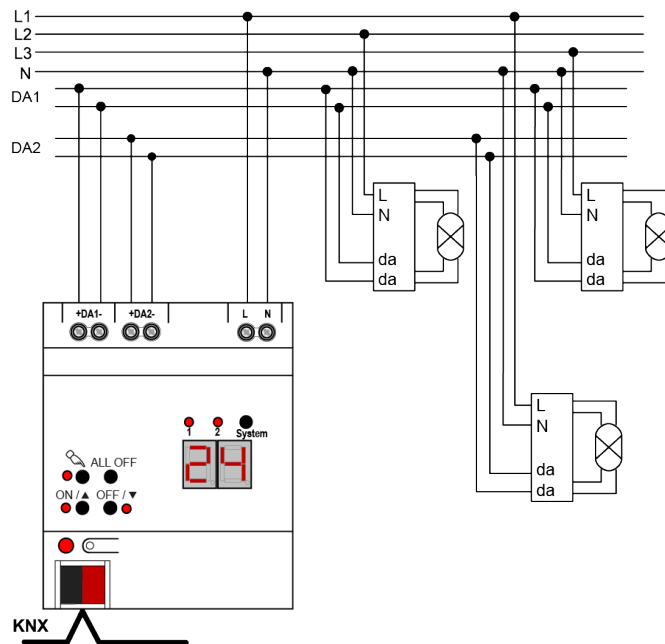 L1
L2
L3
N
DA1
DA2
L
N
da
da
L
N
da
da
+DA1-
+DA2-
L
N
1
2
System
24
ALL OFF
ON / ▲
OFF / ▼
L
N
da
da
KNX